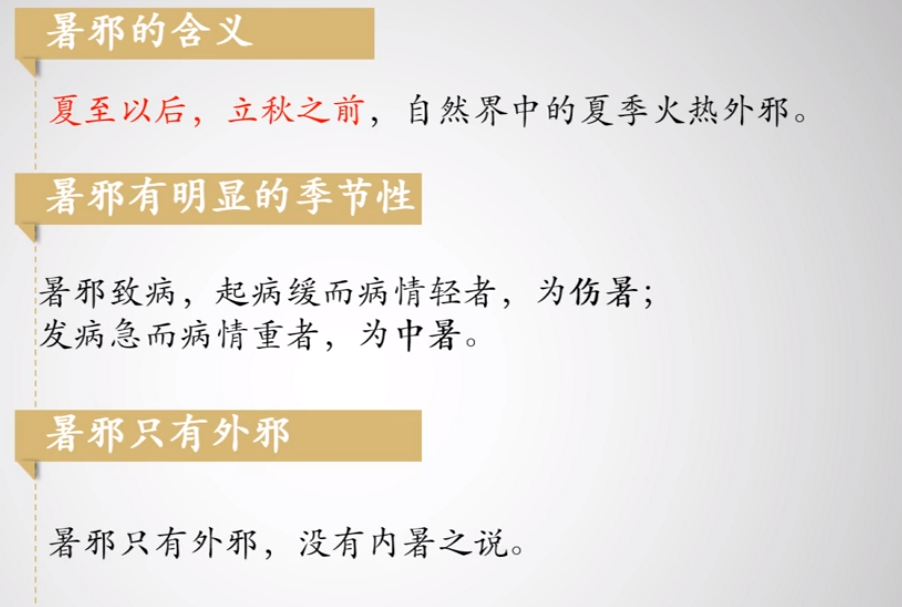 暑邪的含义
夏至以后，立秋之前，自然界中的夏季火热外邪。
暑邪有明显的季节性
暑邪致病，起病缓而病情轻者，为伤暑；
发病急而病情重者，为中暑。
暑邪只有外邪
暑邪只有外邪，没有内暑之说。